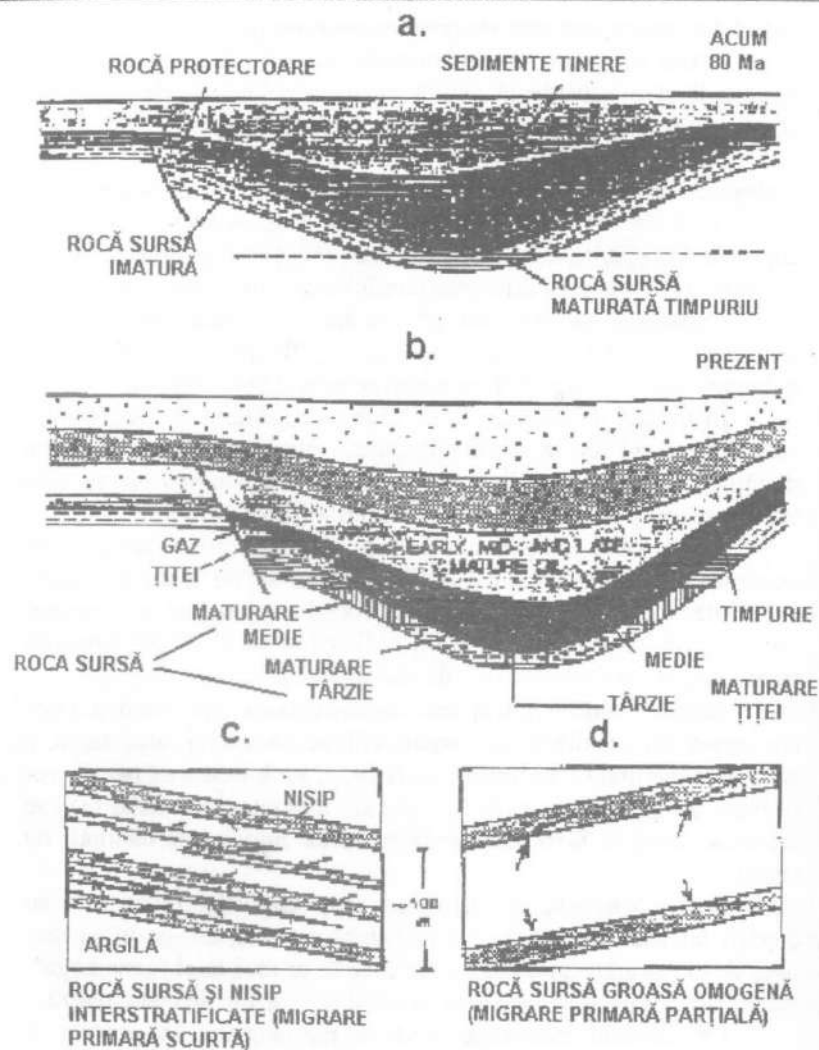 a.
ACUM
80 Ma
ROCĂ PROTECTOARE
SEDIMENTE TINERE
ROCĂ SURSĂ
IMATURĂ
ROCĂ SURSĂ
MATURATĂ TIMPURIU
b.
PREZENT
GAZ
ȚIȚEI
EARLY, MID-, AND LATE
MATURE OIL
MATURARE
MEDIE
TIMPURIE
ROCA SURSĂ
MATURARE
TÂRZIE
MEDIE
TÂRZIE
MATURARE
ȚIȚEI
c.
d.
NISIP
~100
ARGILĂ
ROCĂ SURSĂ ȘI NISIP
INTERSTRATIFICATE (MIGRARE
PRIMARĂ SCURTĂ)
ROCĂ SURSĂ GROASĂ OMOGENĂ
(MIGRARE PRIMARĂ PARȚIALĂ)